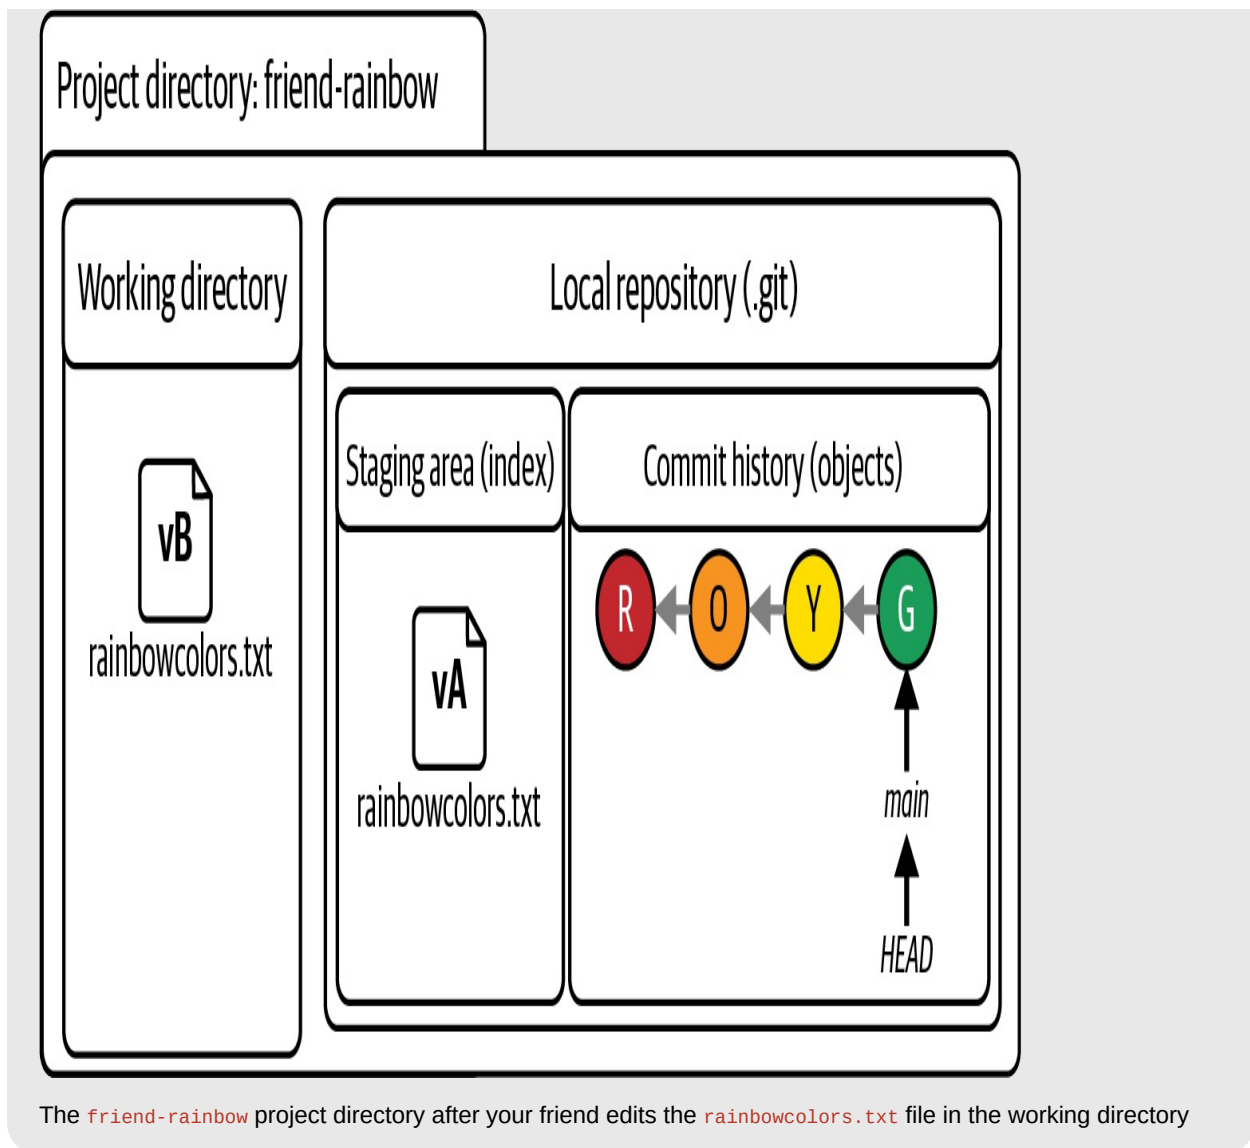 Project directory: friend-rainbow
Working directory
Local repository (.git)
Staging area (index)
Commit history (objects)
vB
rainbowcolors.txt
vA
rainbowcolors.txt
R
O
Y
G
main
HEAD
The friend-rainbow project directory after your friend edits the rainbowcolors.txt file in the working directory